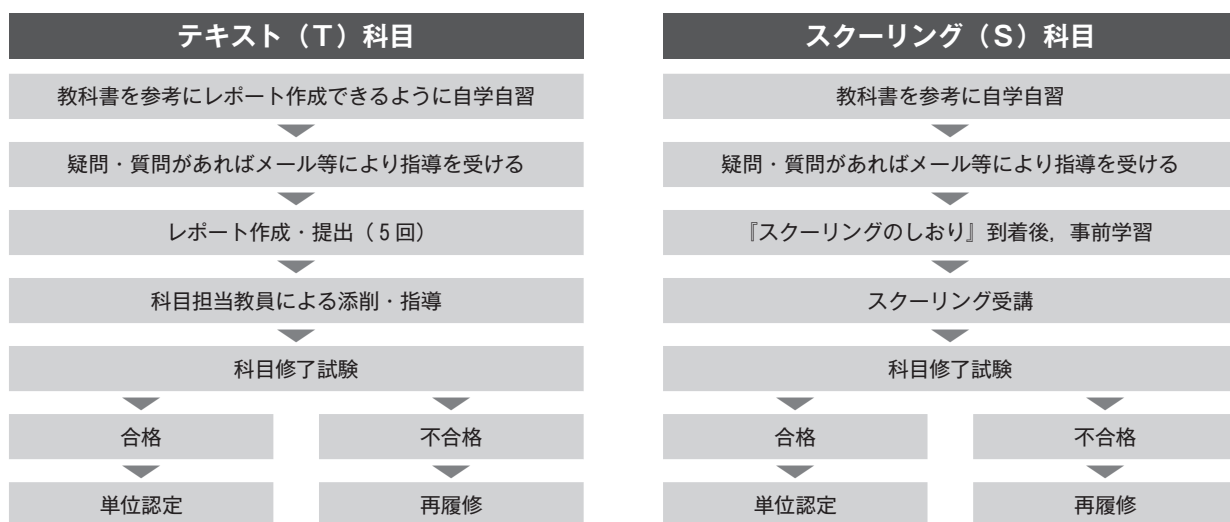 テキスト（T）科目
教科書を参考にレポート作成できるように自学自習
疑問・質問があればメール等により指導を受ける
レポート作成・提出（5回）
科目担当教員による添削・指導
科目修了試験
合格
不合格
単位認定
再履修
スクーリング（S）科目
教科書を参考に自学自習
疑問・質問があればメール等により指導を受ける
『スクーリングのしおり』到着後，事前学習
スクーリング受講
科目修了試験
合格
不合格
単位認定
再履修